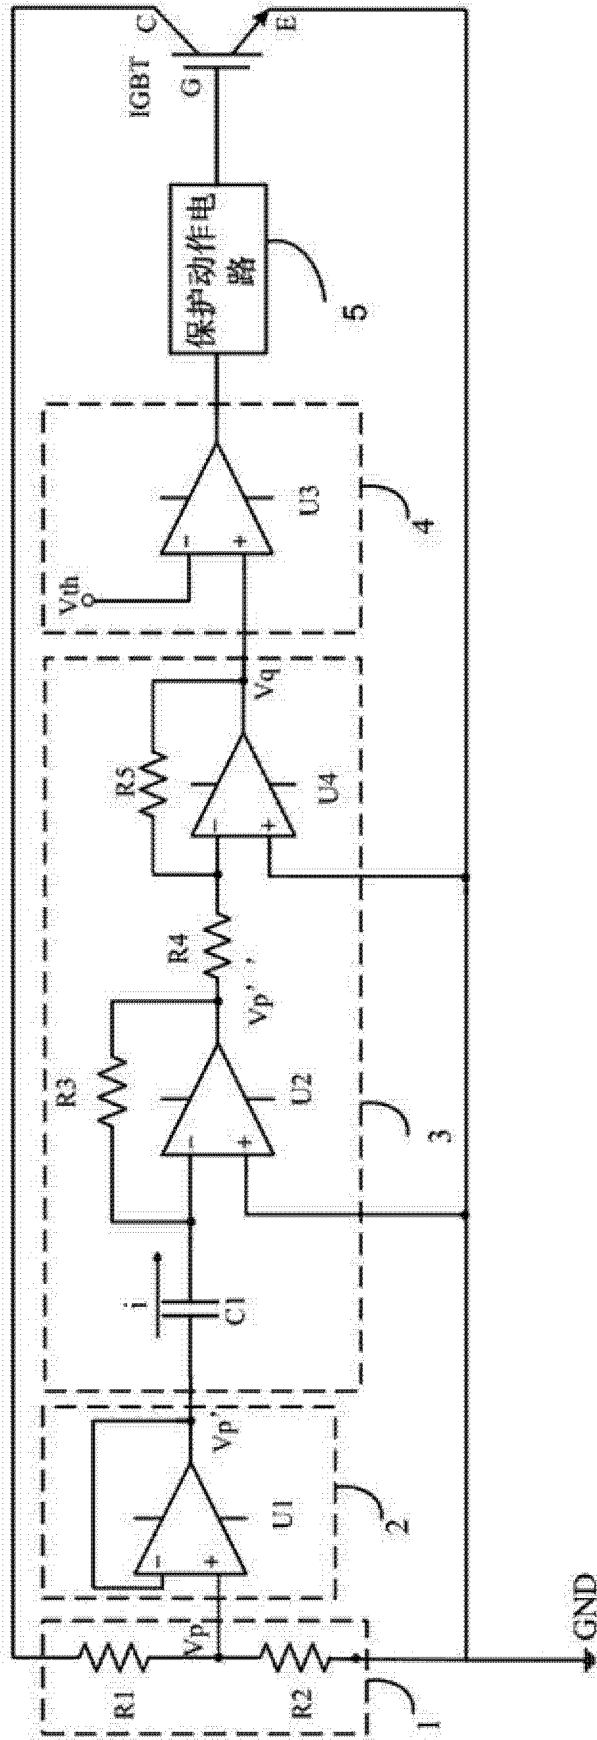 C
E
IGBT
G
保护动作电
路
5
Vth
-
+
U3
4
R5
Vq
-
+
U4
R4
Vp’’
R3
-
+
U2
3
i
C1
Vp’
-
+
U1
2
R1
Vp
R2
1
GND